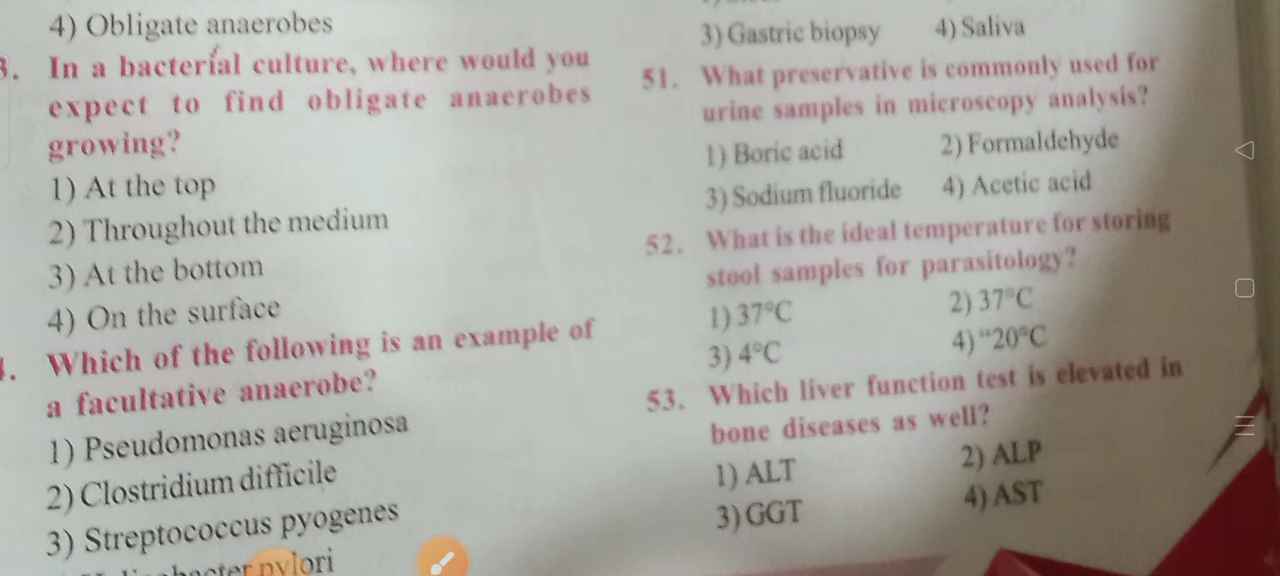 4) Obligate anaerobes
3. In a bacterial culture, where would you
expect to find obligate anaerobes
growing?
1) At the top
2) Throughout the medium
3) At the bottom
4) On the surface
Which of the following is an example of
a facultative anaerobe?
1) Pseudomonas aeruginosa
2) Clostridium difficile
3) Streptococcus pyogenes
pylori
3) Gastric biopsy 4) Saliva
51. What preservative is commonly used for
urine samples in microscopy analysis?
1) Boric acid 2) Formaldehyde
3) Sodium fluoride 4) Acetic acid
52. What is the ideal temperature for storing
stool samples for parasitology?
1) 37°C 2) 37°C
3) 4°C 4) “20°C
53. Which liver function test is elevated in
bone diseases as well?
1) ALT 2) ALP
3) GGT 4) AST